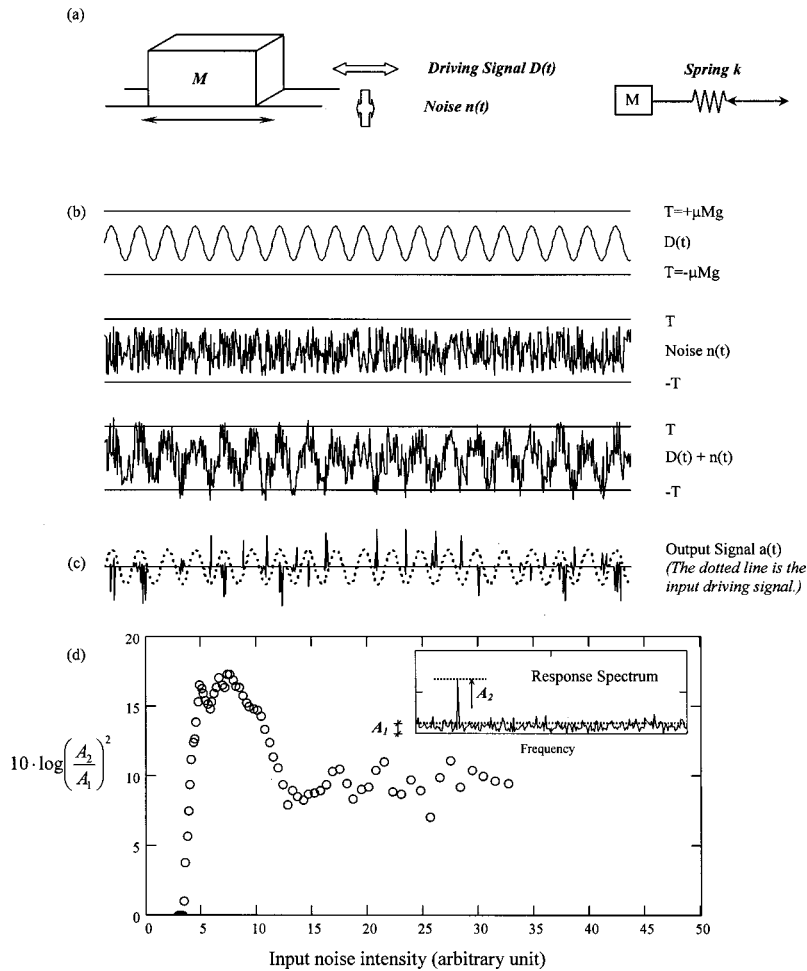 (a)
M
Driving Signal D(t)
Noise n(t)
Spring k
M
(b)
T=+μMg
D(t)
T=-μMg
T
Noise n(t)
-T
T
D(t) + n(t)
-T
(c)
Output Signal a(t)
(The dotted line is the
input driving signal.)
(d)
20
15
10
5
0
10·log(A₂/A₁)²
Response Spectrum
A₂
A₁
Frequency
0 5 10 15 20 25 30 35 40 45 50
Input noise intensity (arbitrary unit)